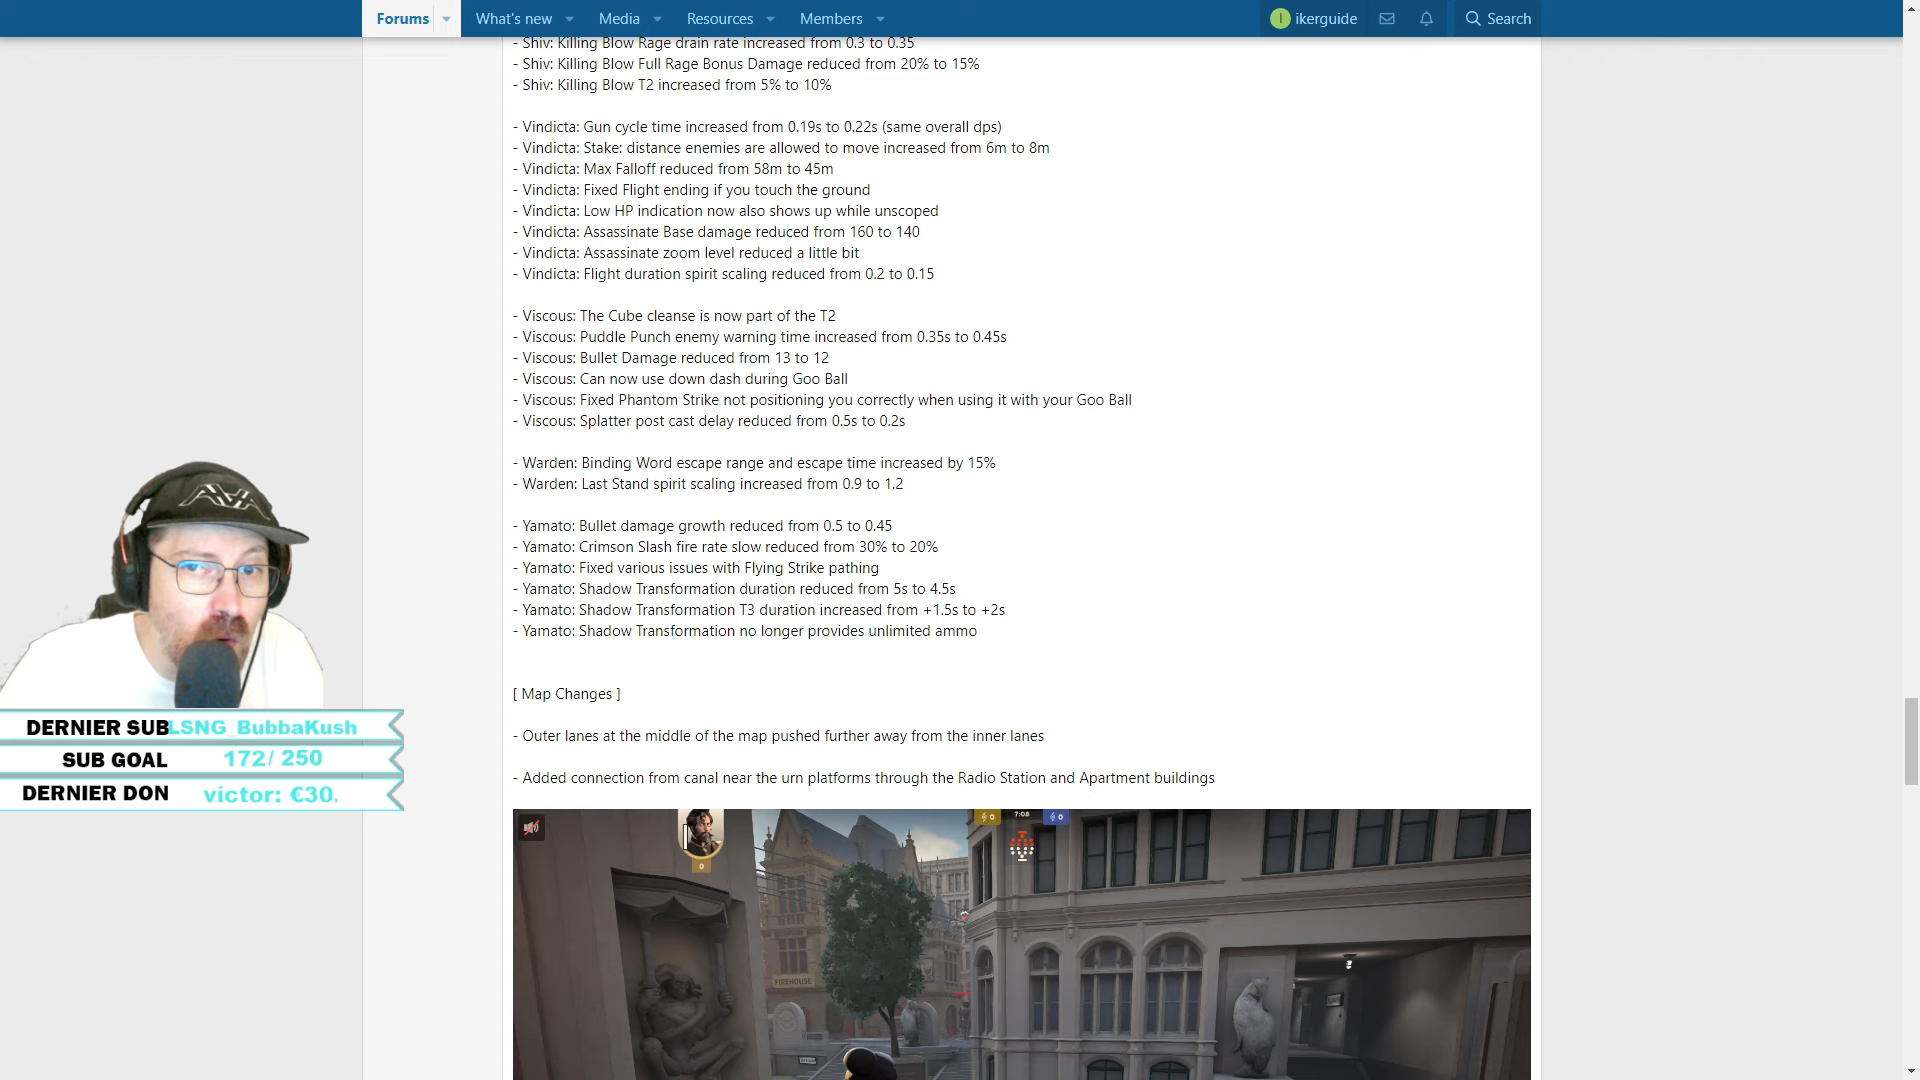 Forums
What's new
Media
Resources
Members
I ikerguide
Search
- Shiv: Killing Blow Rage drain rate increased from 0.3 to 0.35
- Shiv: Killing Blow Full Rage Bonus Damage reduced from 20% to 15%
- Shiv: Killing Blow T2 increased from 5% to 10%
- Vindicta: Gun cycle time increased from 0.19s to 0.22s (same overall dps)
- Vindicta: Stake: distance enemies are allowed to move increased from 6m to 8m
- Vindicta: Max Falloff reduced from 58m to 45m
- Vindicta: Fixed Flight ending if you touch the ground
- Vindicta: Low HP indication now also shows up while unscoped
- Vindicta: Assassinate Base damage reduced from 160 to 140
- Vindicta: Assassinate zoom level reduced a little bit
- Vindicta: Flight duration spirit scaling reduced from 0.2 to 0.15
- Viscous: The Cube cleanse is now part of the T2
- Viscous: Puddle Punch enemy warning time increased from 0.35s to 0.45s
- Viscous: Bullet Damage reduced from 13 to 12
- Viscous: Can now use down dash during Goo Ball
- Viscous: Fixed Phantom Strike not positioning you correctly when using it with your Goo Ball
- Viscous: Splatter post cast delay reduced from 0.5s to 0.2s
- Warden: Binding Word escape range and escape time increased by 15%
- Warden: Last Stand spirit scaling increased from 0.9 to 1.2
- Yamato: Bullet damage growth reduced from 0.5 to 0.45
- Yamato: Crimson Slash fire rate slow reduced from 30% to 20%
- Yamato: Fixed various issues with Flying Strike pathing
- Yamato: Shadow Transformation duration reduced from 5s to 4.5s
- Yamato: Shadow Transformation T3 duration increased from +1.5s to +2s
- Yamato: Shadow Transformation no longer provides unlimited ammo
[ Map Changes ]
- Outer lanes at the middle of the map pushed further away from the inner lanes
- Added connection from canal near the urn platforms through the Radio Station and Apartment buildings
DERNIER SUB LSNG_BubbaKush
SUB GOAL 172/ 250
DERNIER DON victor: €30.
0
7:08
0
0
FIREHOUSE